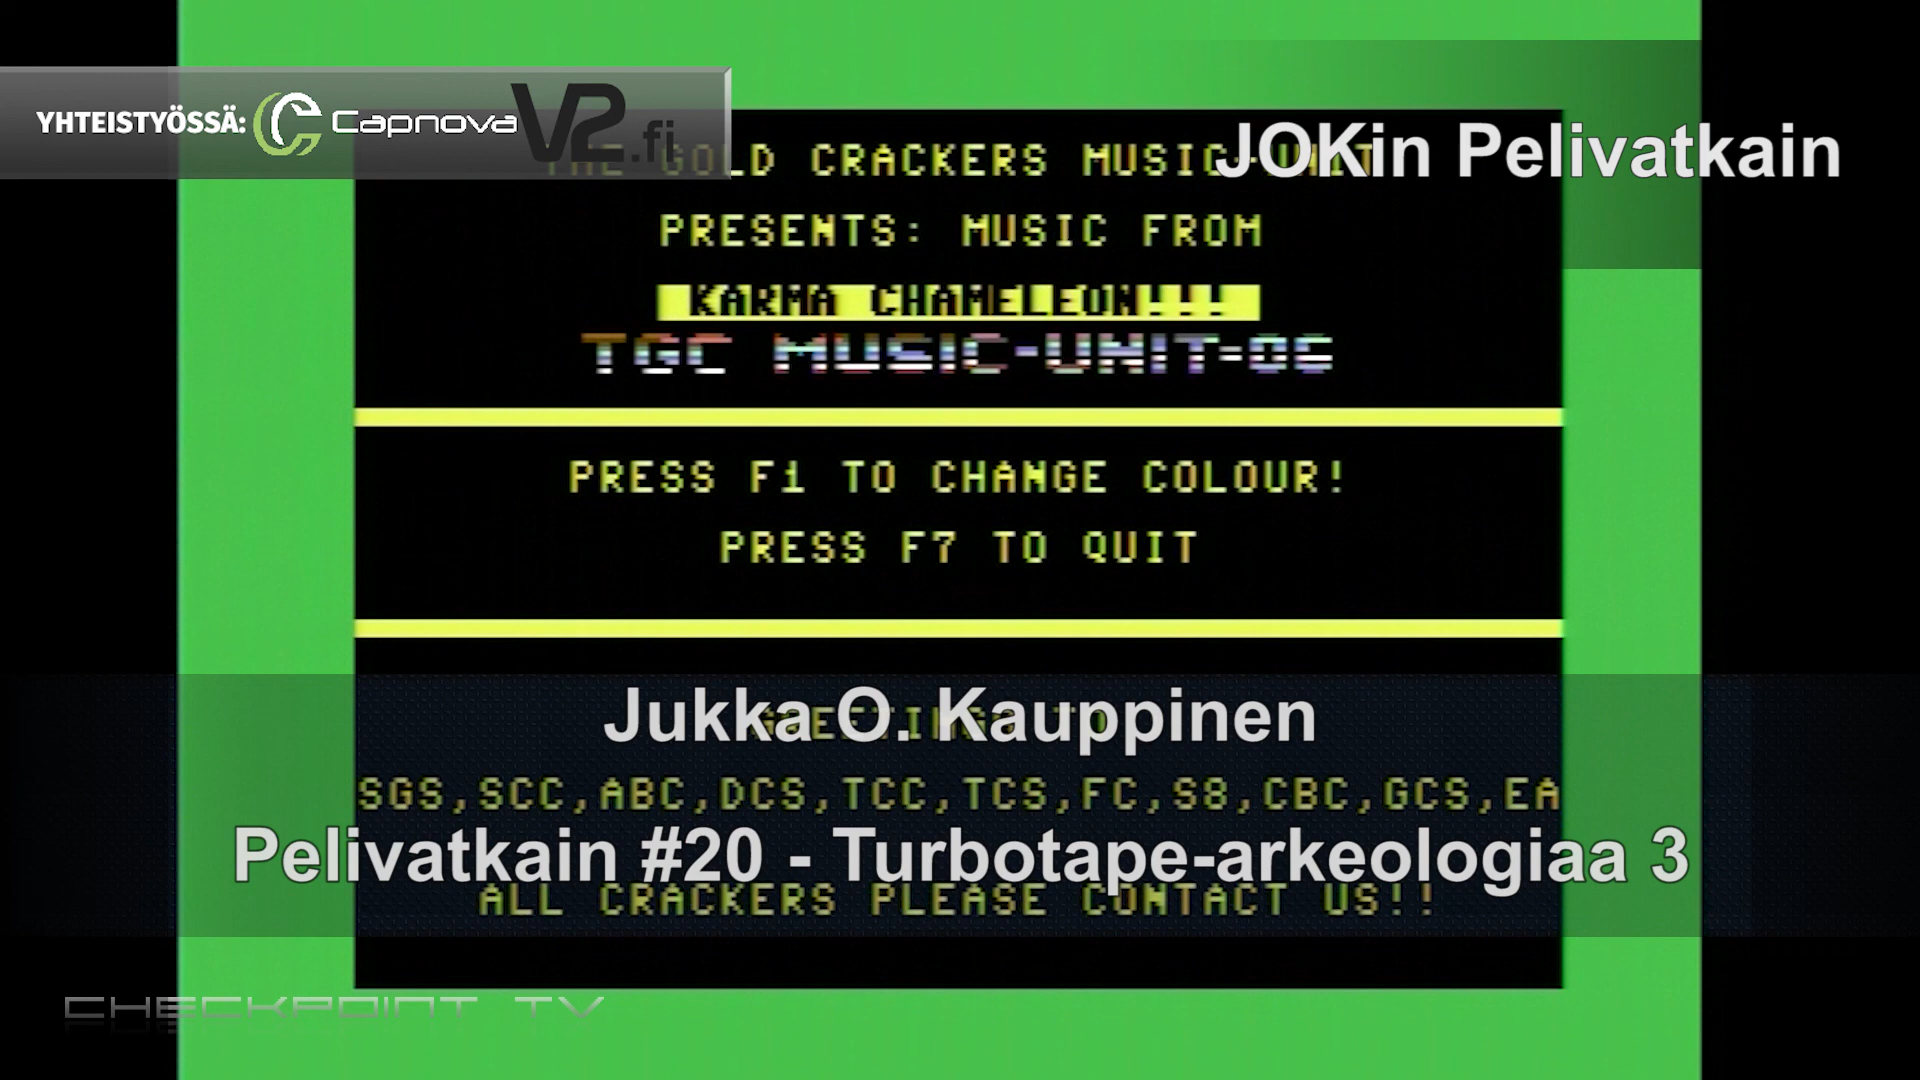 YHTEISTYÖSSÄ: Capnova V2.fi
JOKin Pelivatkain
THE GOLD CRACKERS MUSIC-UNIT
PRESENTS: MUSIC FROM
KARMA CHAMELEON!!!
TGC MUSIC-UNIT-06
PRESS F1 TO CHANGE COLOUR!
PRESS F7 TO QUIT
Jukka O. Kauppinen
SGS,SCC,ABC,DCS,TCC,TCS,FC,S8,CBC,GCS,EA
Pelivatkain #20 - Turbotape-arkeologiaa 3
ALL CRACKERS PLEASE CONTACT US!!
CHECKPOINT TV